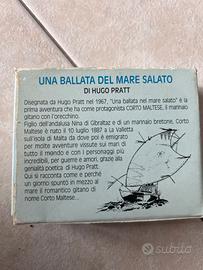 UNA BALLATA DEL MARE SALATO
DI HUGO PRATT
Disegnata da Hugo Pratt nel 1967, "Una ballata nel mare salato" è la
prima avventura che ha come protagonista CORTO MALTESE, il marinaio
gitano con l'orecchino.
Figlio dell'andalusa Nina di Gibraltar e di un marinaio bretone, Corto
Maltese è nato il 10 luglio 1887 a La Valletta
sull'isola di Malta da dove poi è emigrato
per molte avventure vissute sui mari di
tutto il mondo e con i personaggi più
incredibili, per guerre e amori, grazie alla
genialità poetica di Hugo Pratt.
Qui si racconta come e perché
un giorno spuntò in mezzo al
mare il romantico gitano di
nome Corto Maltese...
subito